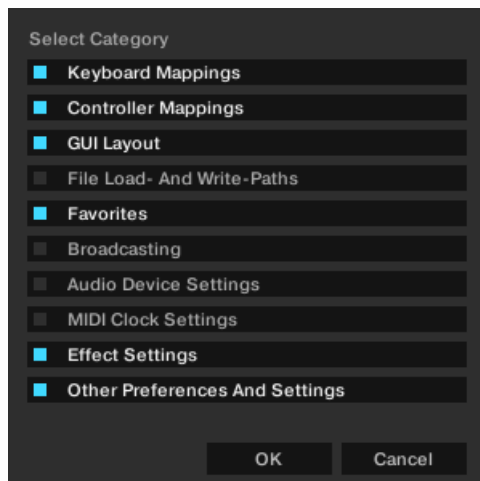 Select Category
Keyboard Mappings
Controller Mappings
GUI Layout
File Load- And Write-Paths
Favorites
Broadcasting
Audio Device Settings
MIDI Clock Settings
Effect Settings
Other Preferences And Settings
OK Cancel